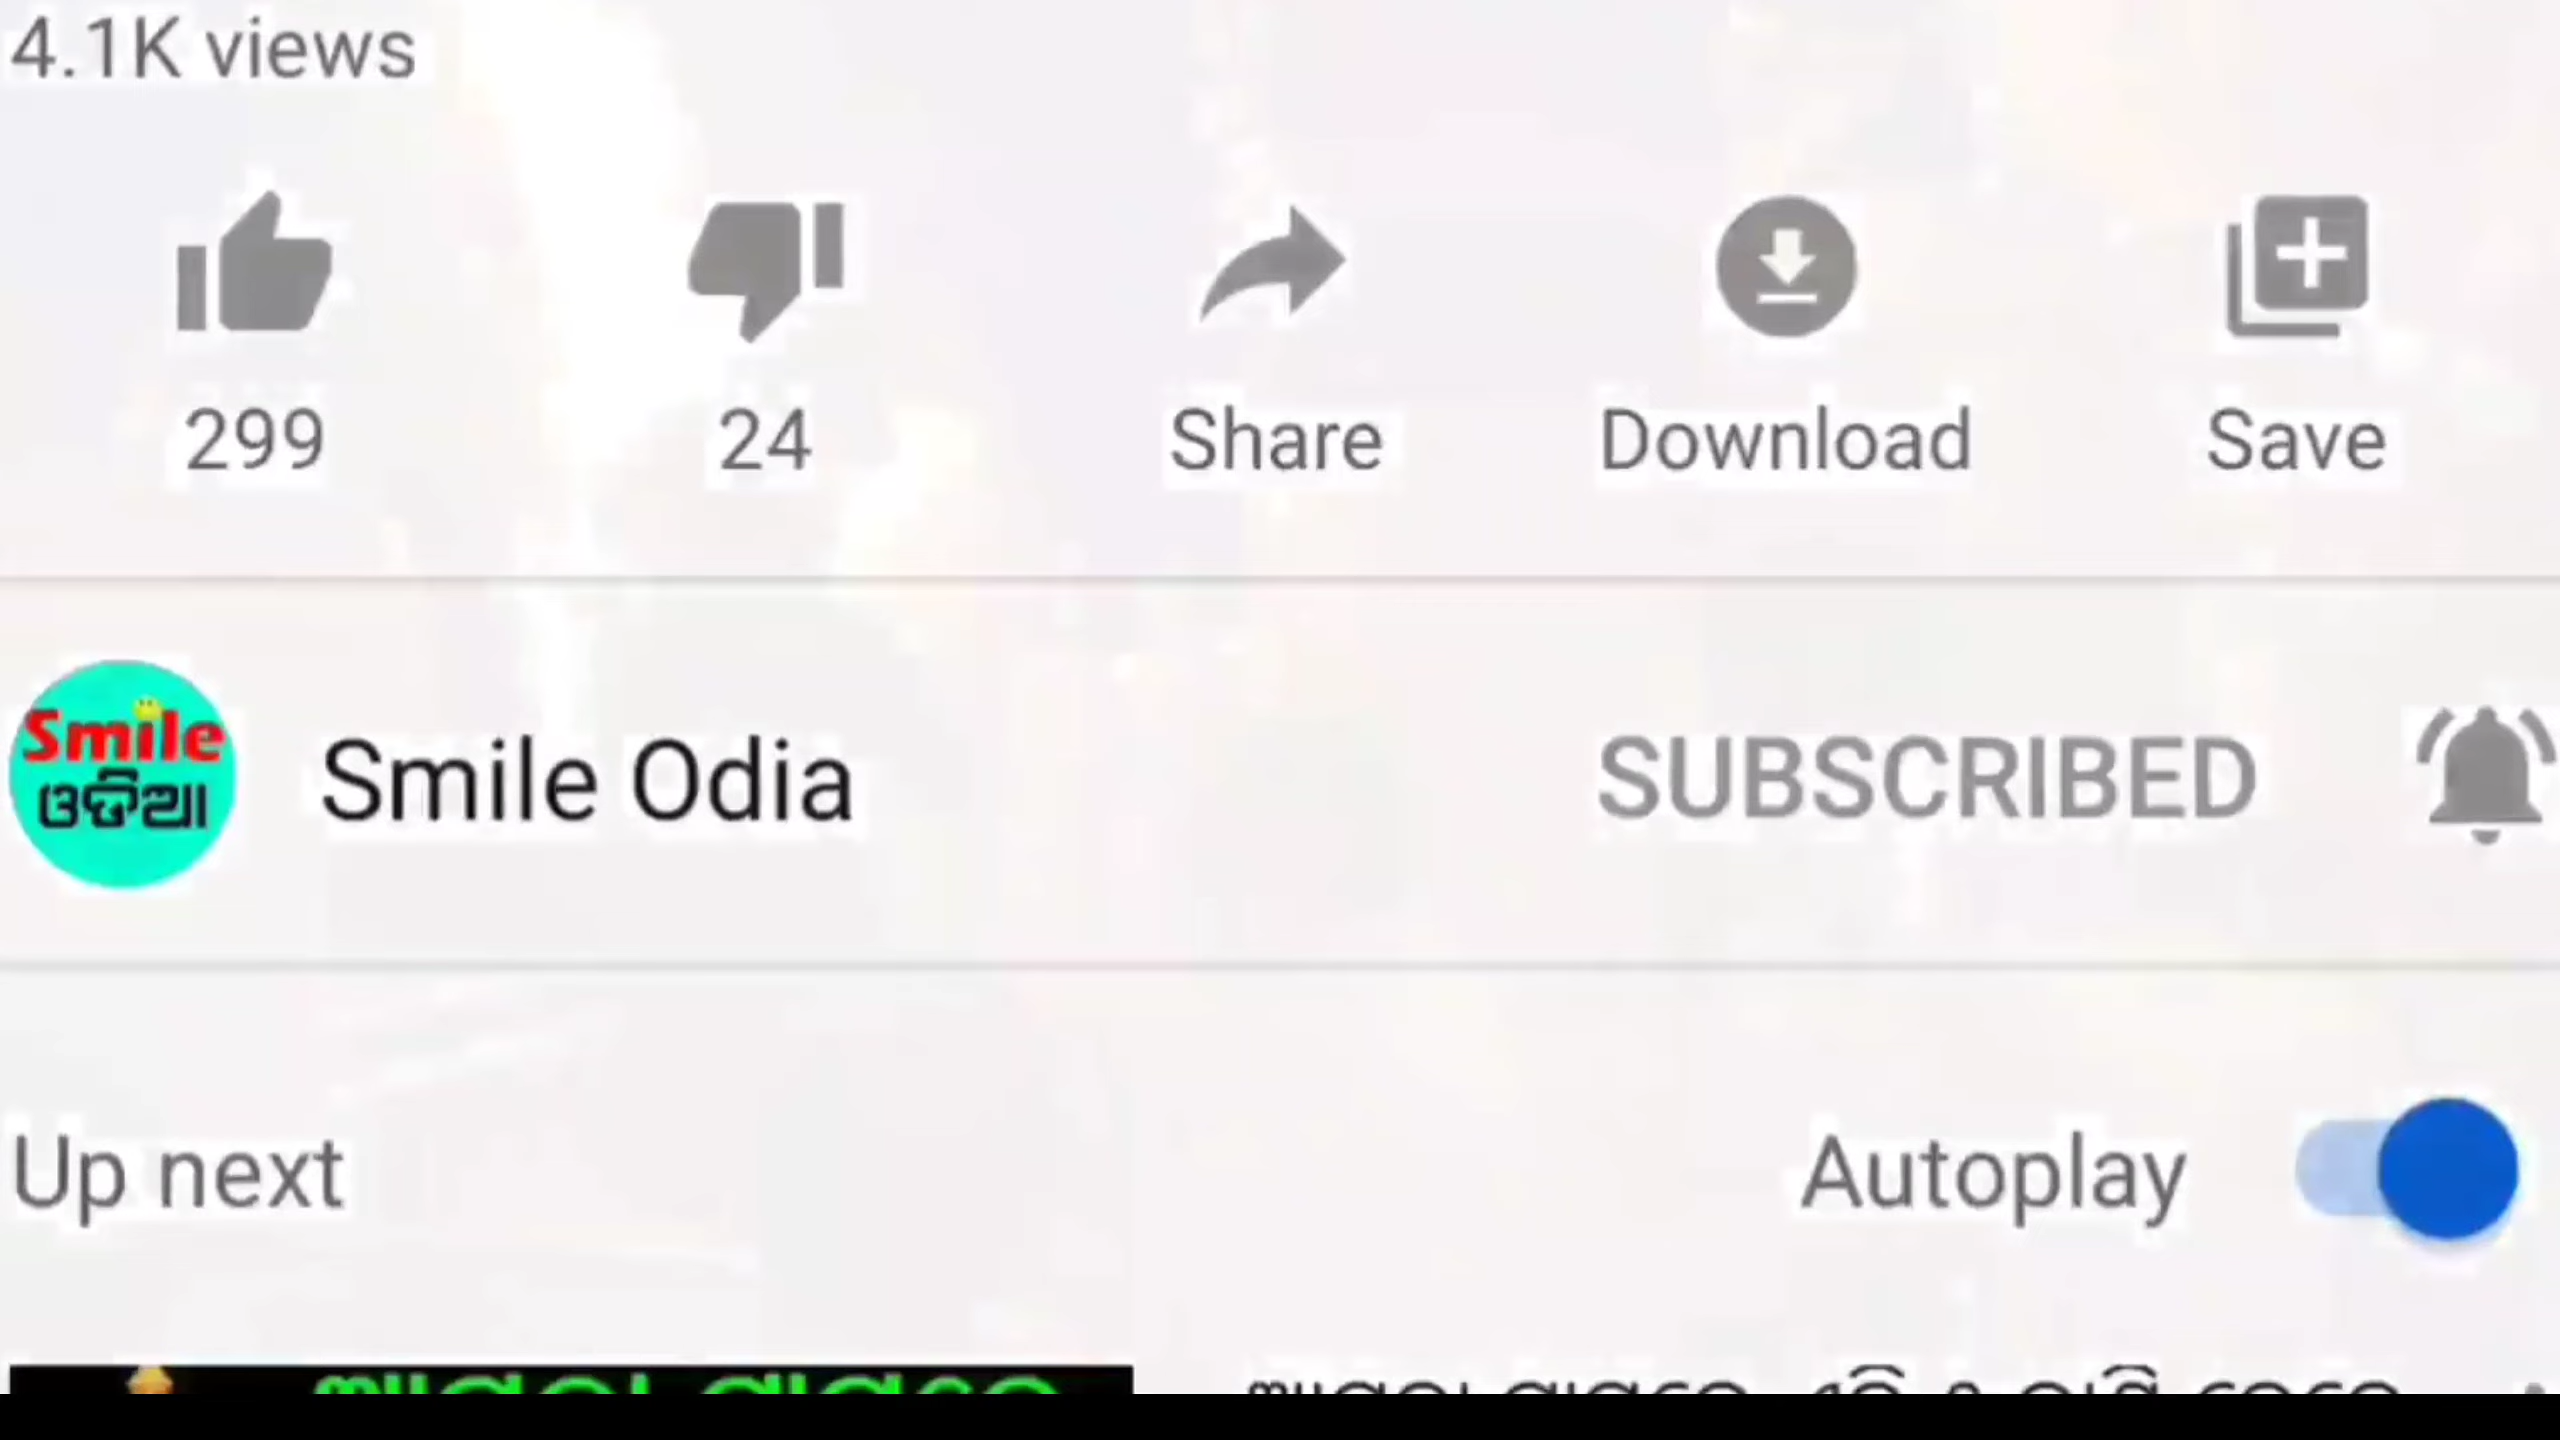 4.1K views
299 24 Share Download Save
Smile
ଓଡିଆ
Smile Odia SUBSCRIBED
Up next Autoplay